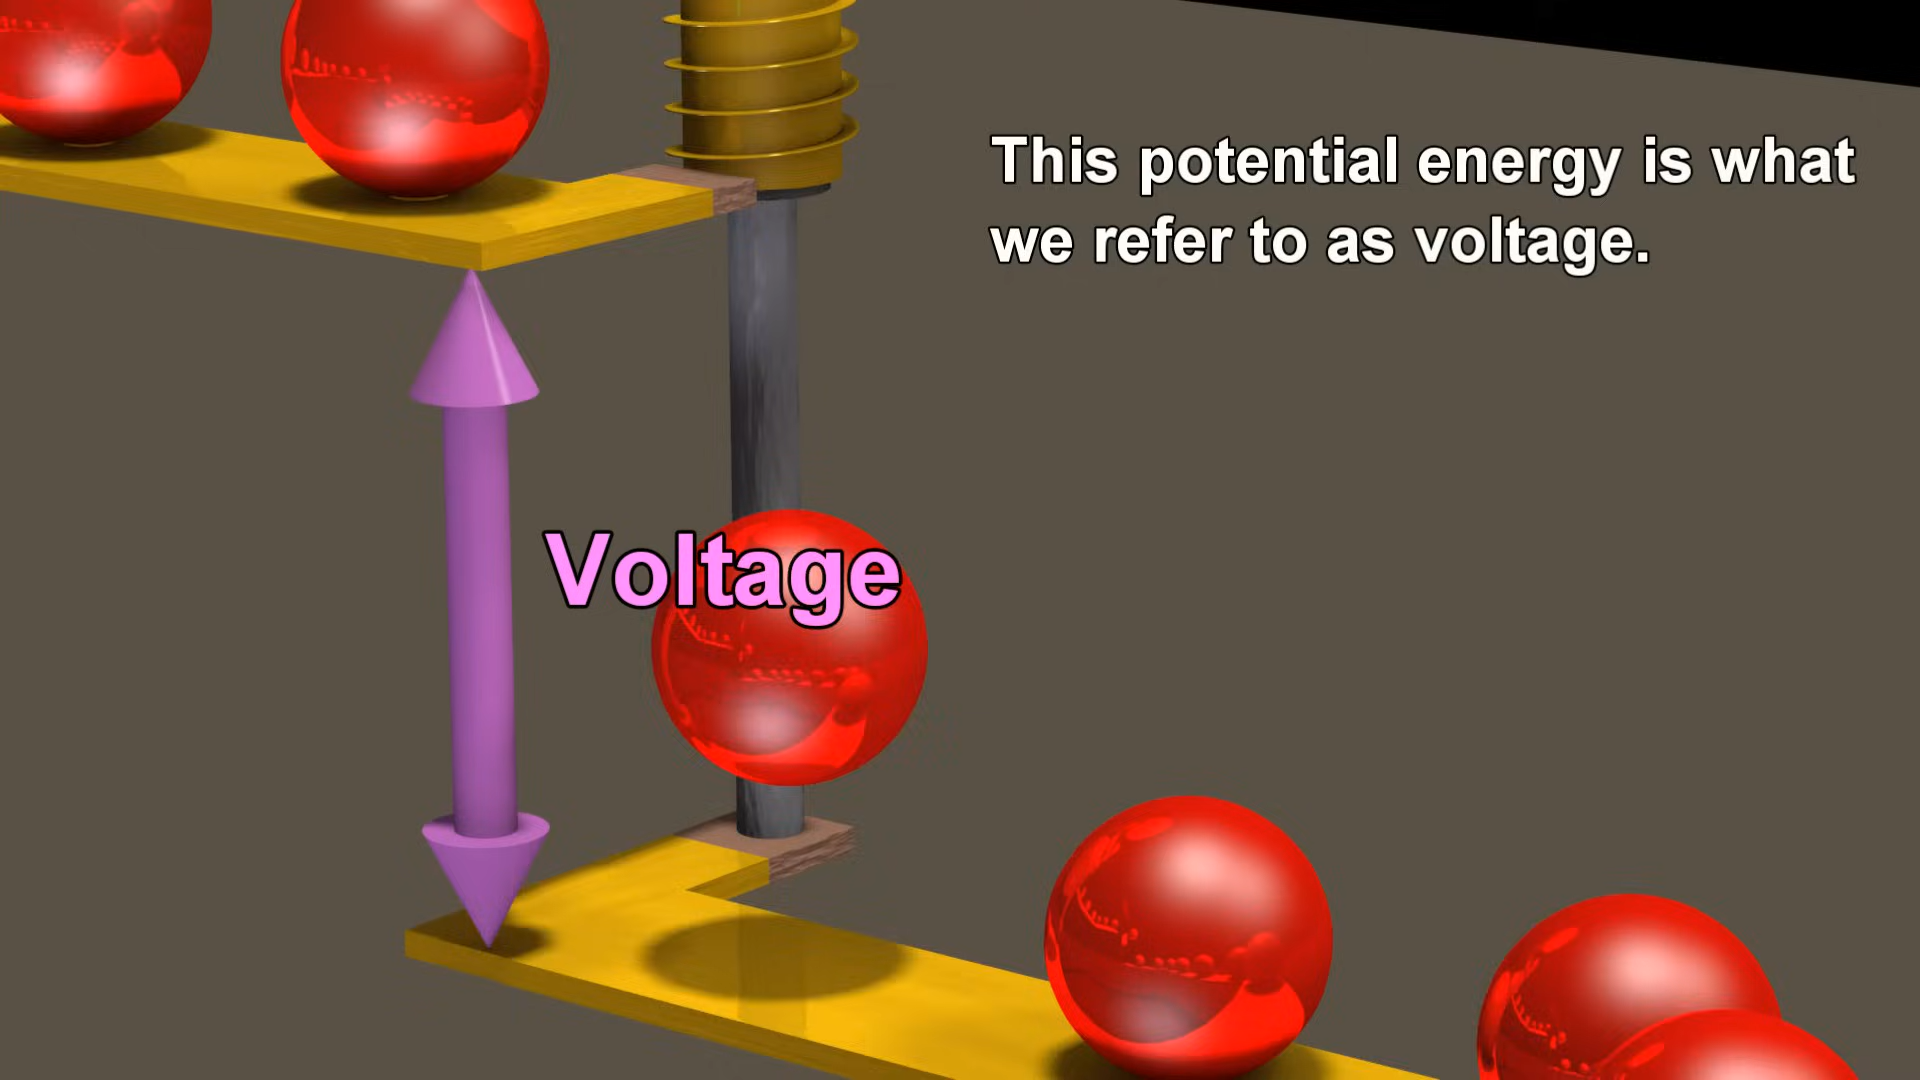 This potential energy is what
we refer to as voltage.
Voltage